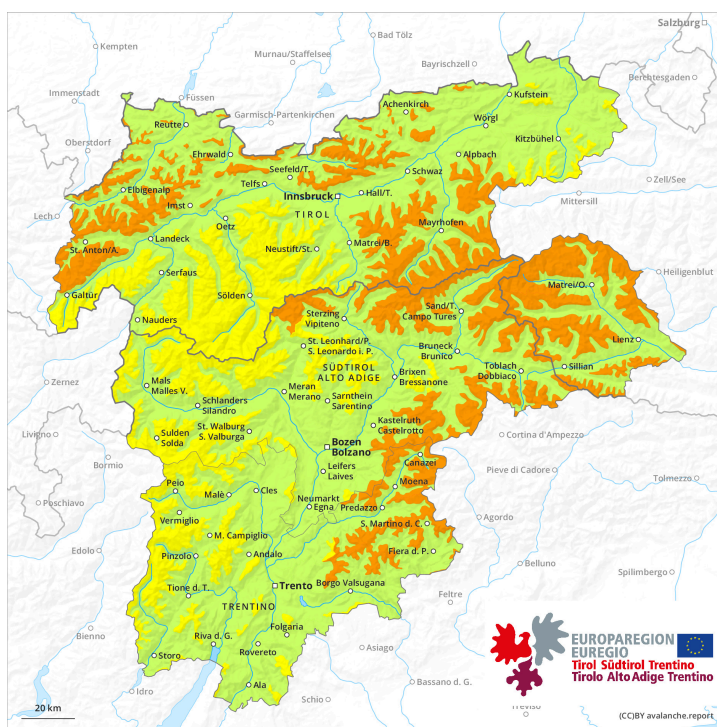 Salzburg
Kempten
Bad Tölz
Murnau/Staffelsee
Bayrischzell
Berchtesgaden
Immenstadt
Füssen
Kufstein
Achenkirch
Garmisch-Partenkirchen
Reutte
Wörgl
Kitzbühel
Oberstdorf
Ehrwald
Alpbach
Seefeld/T.
Schwaz
Zell/See
Telfs
Elbigenalp
Innsbruck
Hall/T.
Mittersill
Imst
Lech
TIROL
Oetz
Mayrhofen
Landeck
St. Anton/A.
Neustift/St.
Matrei/B.
Serfaus
Heiligenblut
Matrei/O.
Galtür
Sölden
Nauders
Sand/T.
Campo Tures
Sterzing
Vipiteno
Lienz
St. Leonhard/P.
S. Leonardo i. P.
Bruneck
Brunico
Toblach
Dobbiaco
Sillian
SÜDTIROL
ALTO ADIGE
Brixen
Bressanone
Zernez
Mals
Malles V.
Meran
Merano
Schlanders
Silandro
Sarnthein
Sarentino
Kastelruth
Castelrotto
St. Walburg
S. Valburga
Livigno
Sulden
Solda
Cortina d'Ampezzo
Bozen
Bolzano
Bormio
Canazei
Pieve di Cadore
Leifers
Laives
Tolmezzo
Peio
Moena
Malè
Cles
Neumarkt
Egna
Predazzo
Poschiavo
Vermiglio
Agordo
S. Martino d. C.
M. Campiglio
Edolo
Pinzolo
Andalo
Fiera d. P.
Belluno
Spilimbergo
Tione d. T.
Trento
Borgo Valsugana
Feltre
TRENTINO
Folgaria
Bienno
Riva d. G.
Rovereto
Asiago
Storo
Bassano d. G.
Idro
Ala
Schio
Treviso
EUROPAREGION
EUREGIO
Tirol Südtirol Trentino
Tirolo Alto Adige Trentino
20 km
(CC)BY avalanche.report